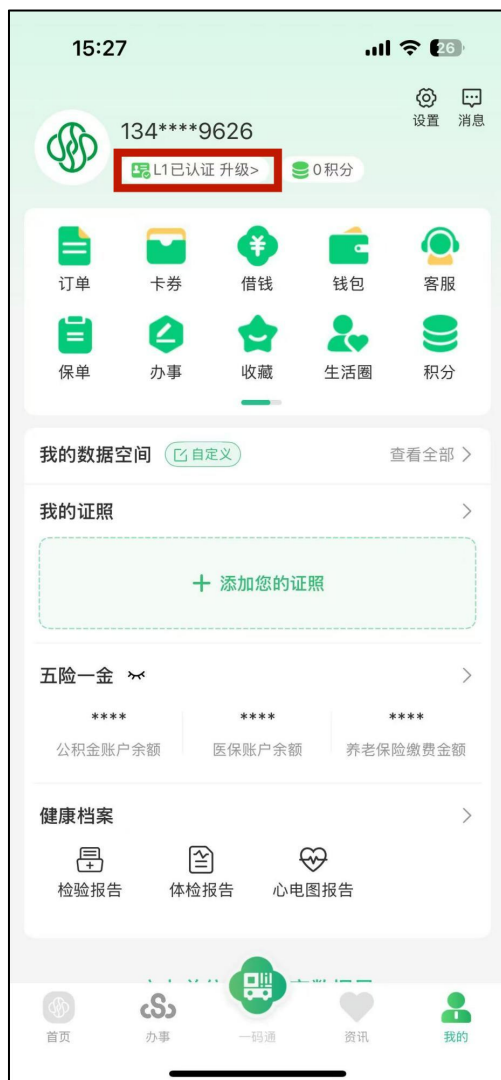 15:27
26
设置 消息
134****9626
L1已认证 升级> 0积分
订单 卡券 借钱 钱包 客服
保单 办事 收藏 生活圈 积分
我的数据空间 自定义 查看全部 >
我的证照 >
+ 添加您的证照
五险一金 >
**** **** ****
公积金账户余额 医保账户余额 养老保险缴费金额
健康档案 >
检验报告 体检报告 心电图报告
首页 办事 一码通 资讯 我的